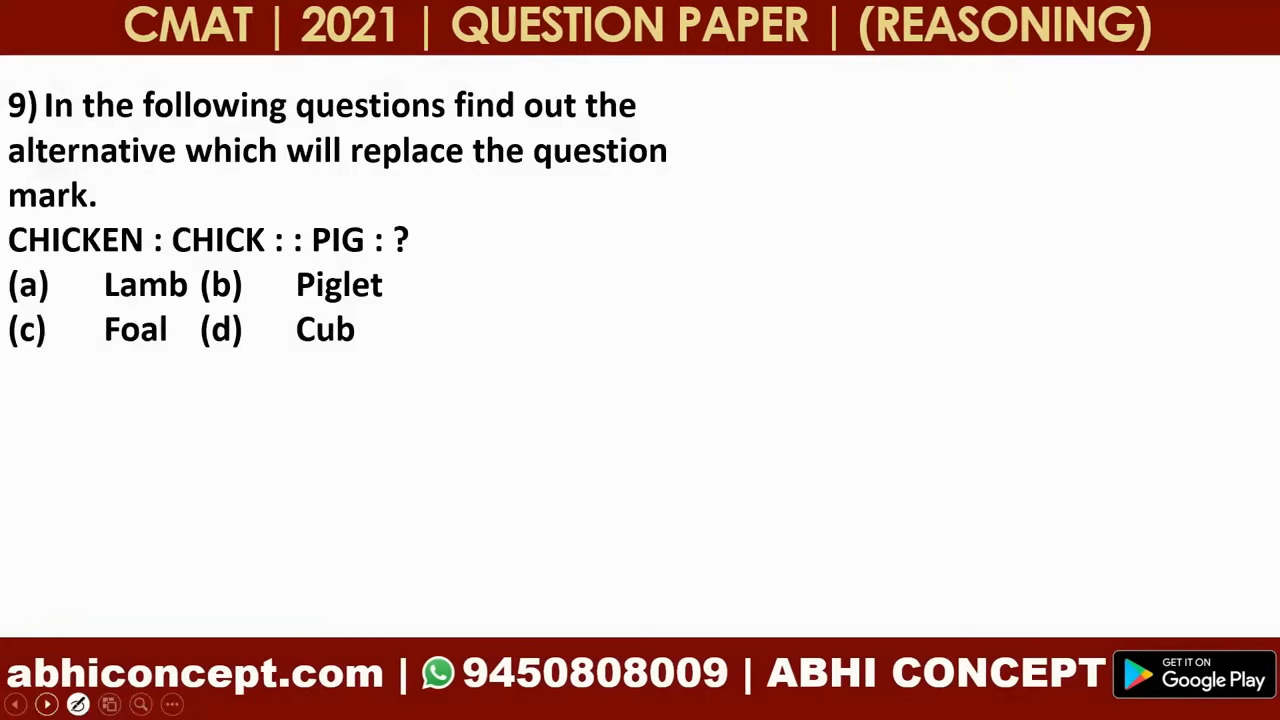 CMAT | 2021 | QUESTION PAPER | (REASONING)
9) In the following questions find out the
alternative which will replace the question
mark.
CHICKEN : CHICK : : PIG : ?
(a) Lamb (b) Piglet
(c) Foal (d) Cub
abhiconcept.com | 9450808009 | ABHI CONCEPT
GET IT ON
Google Play